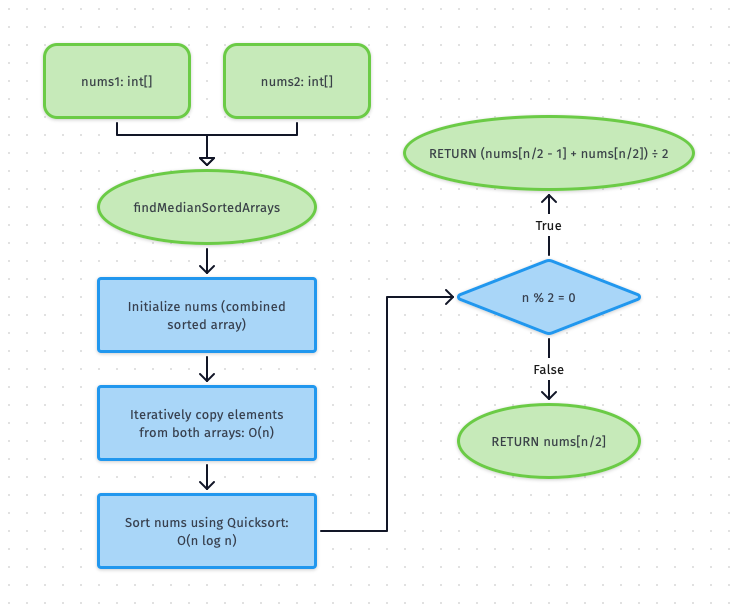 nums1: int[]
nums2: int[]
findMedianSortedArrays
Initialize nums (combined
sorted array)
Iteratively copy elements
from both arrays: O(n)
Sort nums using Quicksort:
O(n log n)
n % 2 = 0
True
RETURN (nums[n/2 - 1] + nums[n/2]) ÷ 2
False
RETURN nums[n/2]